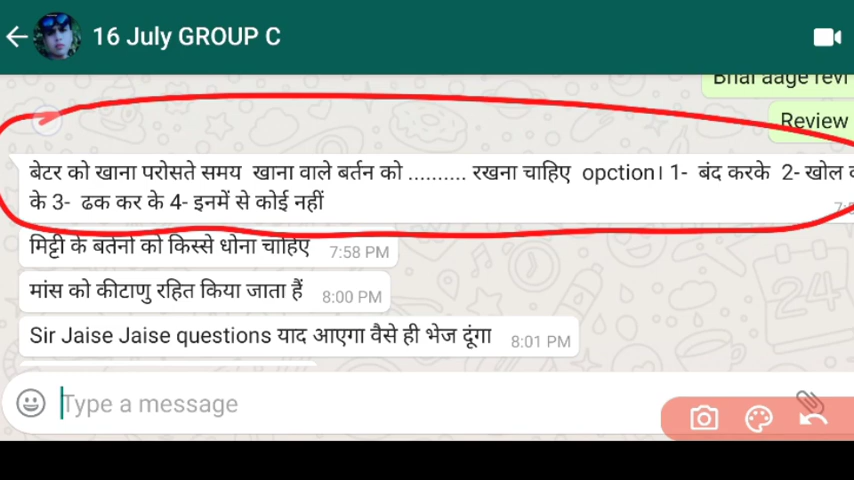 16 July GROUP C
Bhai aage revi
Review
बेटर को खाना परोसते समय खाना वाले बर्तन को .......... रखना चाहिए opction। 1- बंद करके 2- खोल
के 3- ढक कर के 4- इनमें से कोई नहीं
मिट्टी के बर्तनों को किस्से धोना चाहिए 7:58 PM
मांस को कीटाणु रहित किया जाता हैं 8:00 PM
Sir Jaise Jaise questions याद आएगा वैसे ही भेज दूंगा 8:01 PM
Type a message